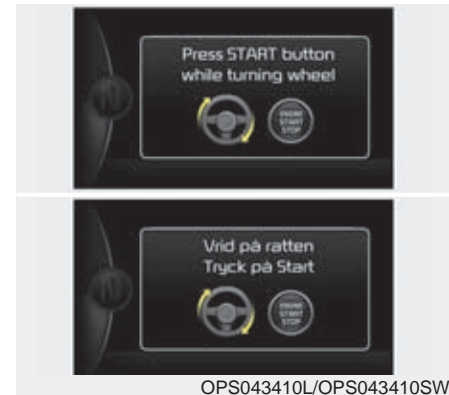 Press START button
while turning wheel
ENGINE
START
STOP
Vrid på ratten
Tryck på Start
ENGINE
START
STOP
OPS043410L/OPS043410SW